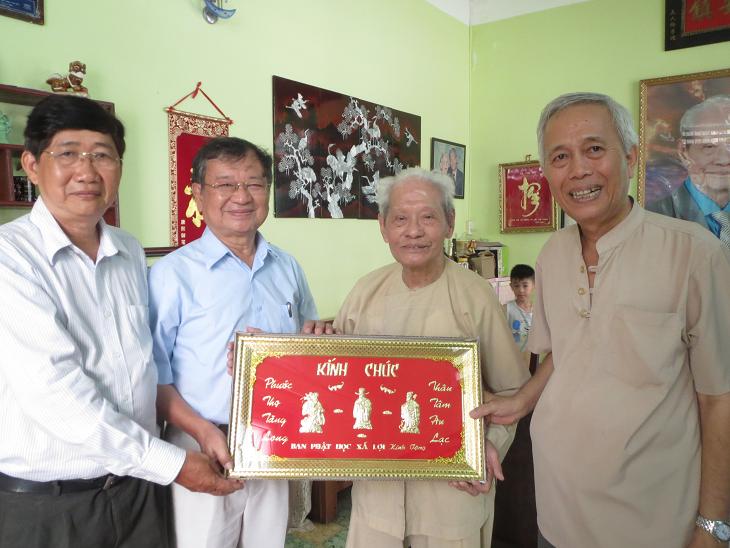 KÍNH CHÚC
Phước
Thọ
Tăng
Long
Thân
Tâm
An
Lạc
BAN PHẬT HỌC XÁ LỢI Kính Tặng